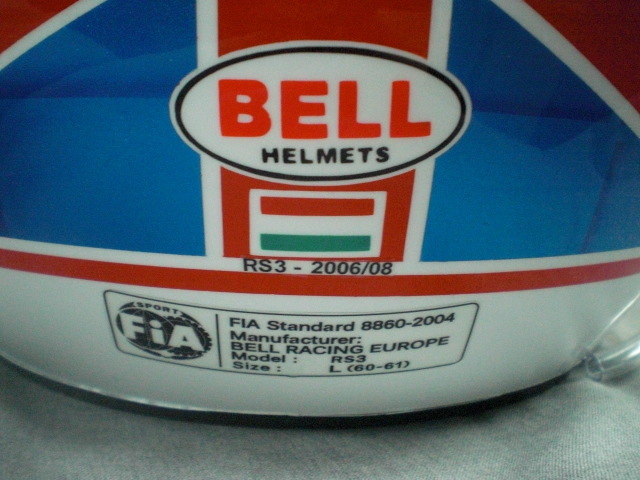 BELL
HELMETS
RS3 - 2006/08
SPORT
FiA
FIA Standard 8860-2004
Manufacturer:
BELL RACING EUROPE
Model : RS3
Size : L (60-61)